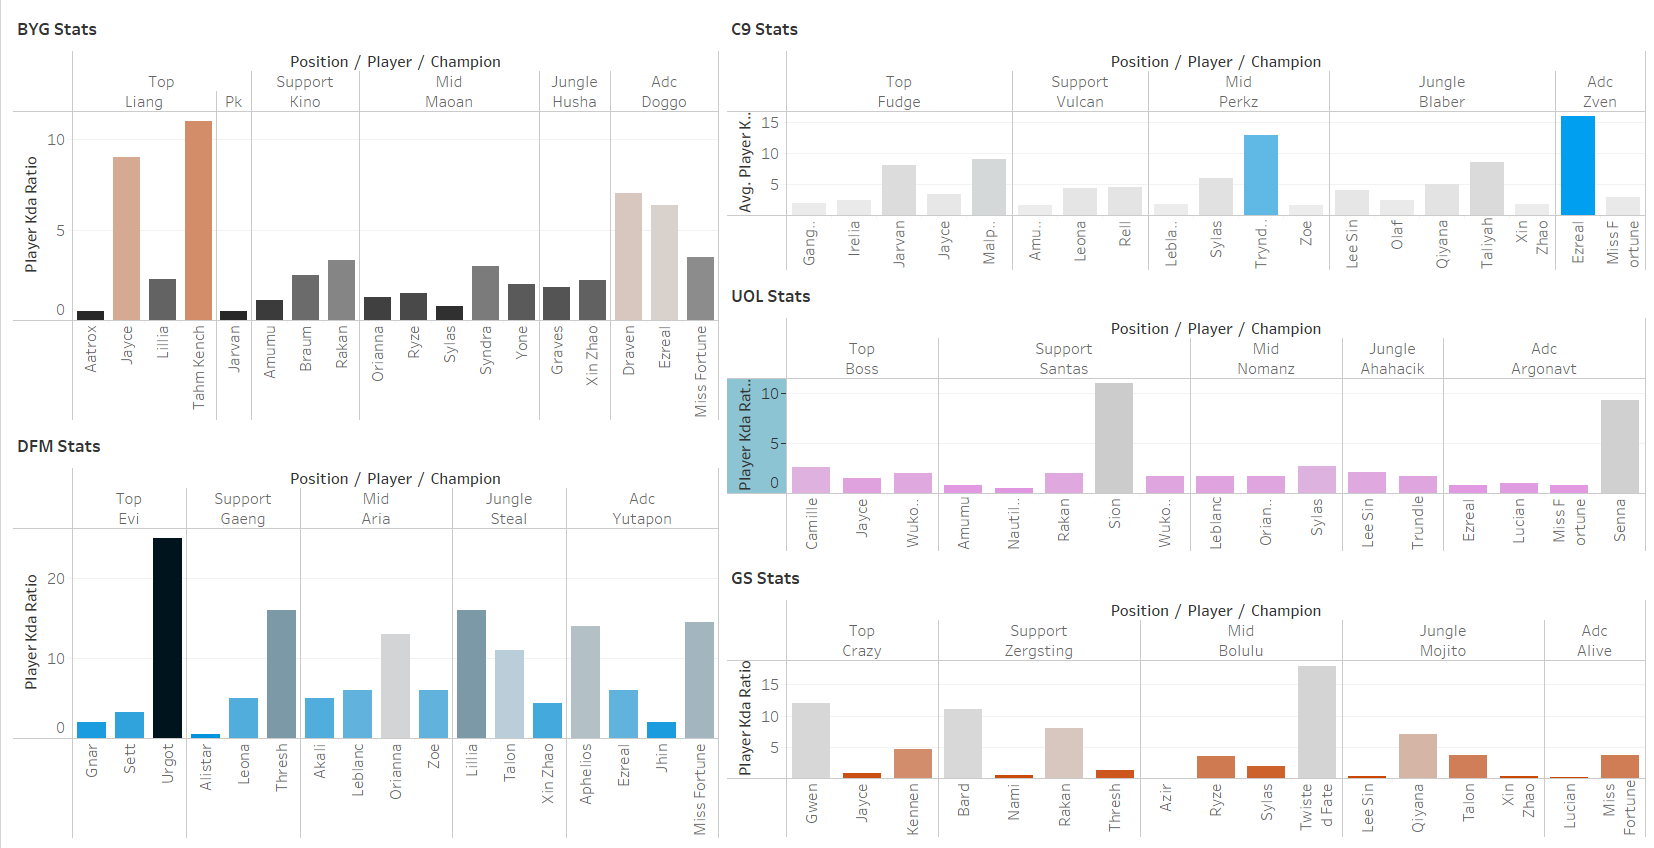 BYG Stats
Position / Player / Champion
Top Support Mid Jungle Adc
Liang Pk Kino Maoan Husha Doggo
Player Kda Ratio
10
5
0
Aatrox
Jayce
Lillia
Tahm Kench
Jarvan
Amumu
Braum
Rakan
Orianna
Ryze
Sylas
Syndra
Yone
Graves
Xin Zhao
Draven
Ezreal
Miss Fortune
DFM Stats
Position / Player / Champion
Top Support Mid Jungle Adc
Evi Gaeng Aria Steal Yutapon
Player Kda Ratio
20
10
0
Gnar
Sett
Urgot
Alistar
Leona
Thresh
Akali
Leblanc
Orianna
Zoe
Lillia
Talon
Xin Zhao
Aphelios
Ezreal
Jhin
Miss Fortune
C9 Stats
Position / Player / Champion
Top Support Mid Jungle Adc
Fudge Vulcan Perkz Blaber Zven
Avg. Player K..
15
10
5
Gang..
Irelia
Jarvan
Jayce
Malp..
Amu..
Leona
Rell
Lebla..
Sylas
Trynd..
Zoe
Lee Sin
Olaf
Qiyana
Taliyah
Xin
Zhao
Ezreal
Miss F
ortune
UOL Stats
Position / Player / Champion
Top Support Mid Jungle Adc
Boss Santas Nomanz Ahahacik Argonavt
Player Kda Rat..
10
5
0
Camille
Jayce
Wuko..
Amumu
Nautil..
Rakan
Sion
Wuko..
Leblanc
Orian..
Sylas
Lee Sin
Trundle
Ezreal
Lucian
Miss F
ortune
Senna
GS Stats
Position / Player / Champion
Top Support Mid Jungle Adc
Crazy Zergsting Bolulu Mojito Alive
Player Kda Ratio
15
10
5
Gwen
Jayce
Kennen
Bard
Nami
Rakan
Thresh
Azir
Ryze
Sylas
Twiste
d Fate
Lee Sin
Qiyana
Talon
Xin
Zhao
Lucian
Miss
Fortune